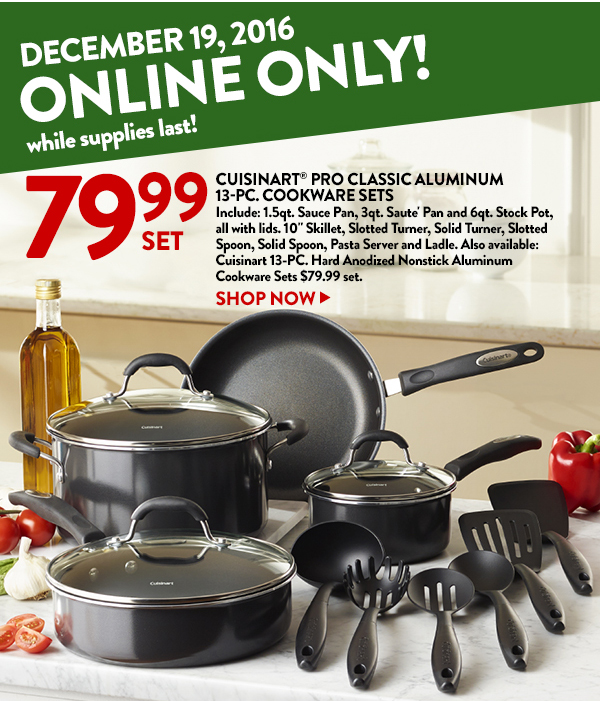 DECEMBER 19, 2016
ONLINE ONLY!
while supplies last!
79.99
SET
CUISINART® PRO CLASSIC ALUMINUM
13-PC. COOKWARE SETS
Include: 1.5qt. Sauce Pan, 3qt. Saute' Pan and 6qt. Stock Pot,
all with lids. 10" Skillet, Slotted Turner, Solid Turner, Slotted
Spoon, Solid Spoon, Pasta Server and Ladle. Also available:
Cuisinart 13-PC. Hard Anodized Nonstick Aluminum
Cookware Sets $79.99 set.
SHOP NOW
Cuisinart
Cuisinart
Cuisinart
Cuisinart